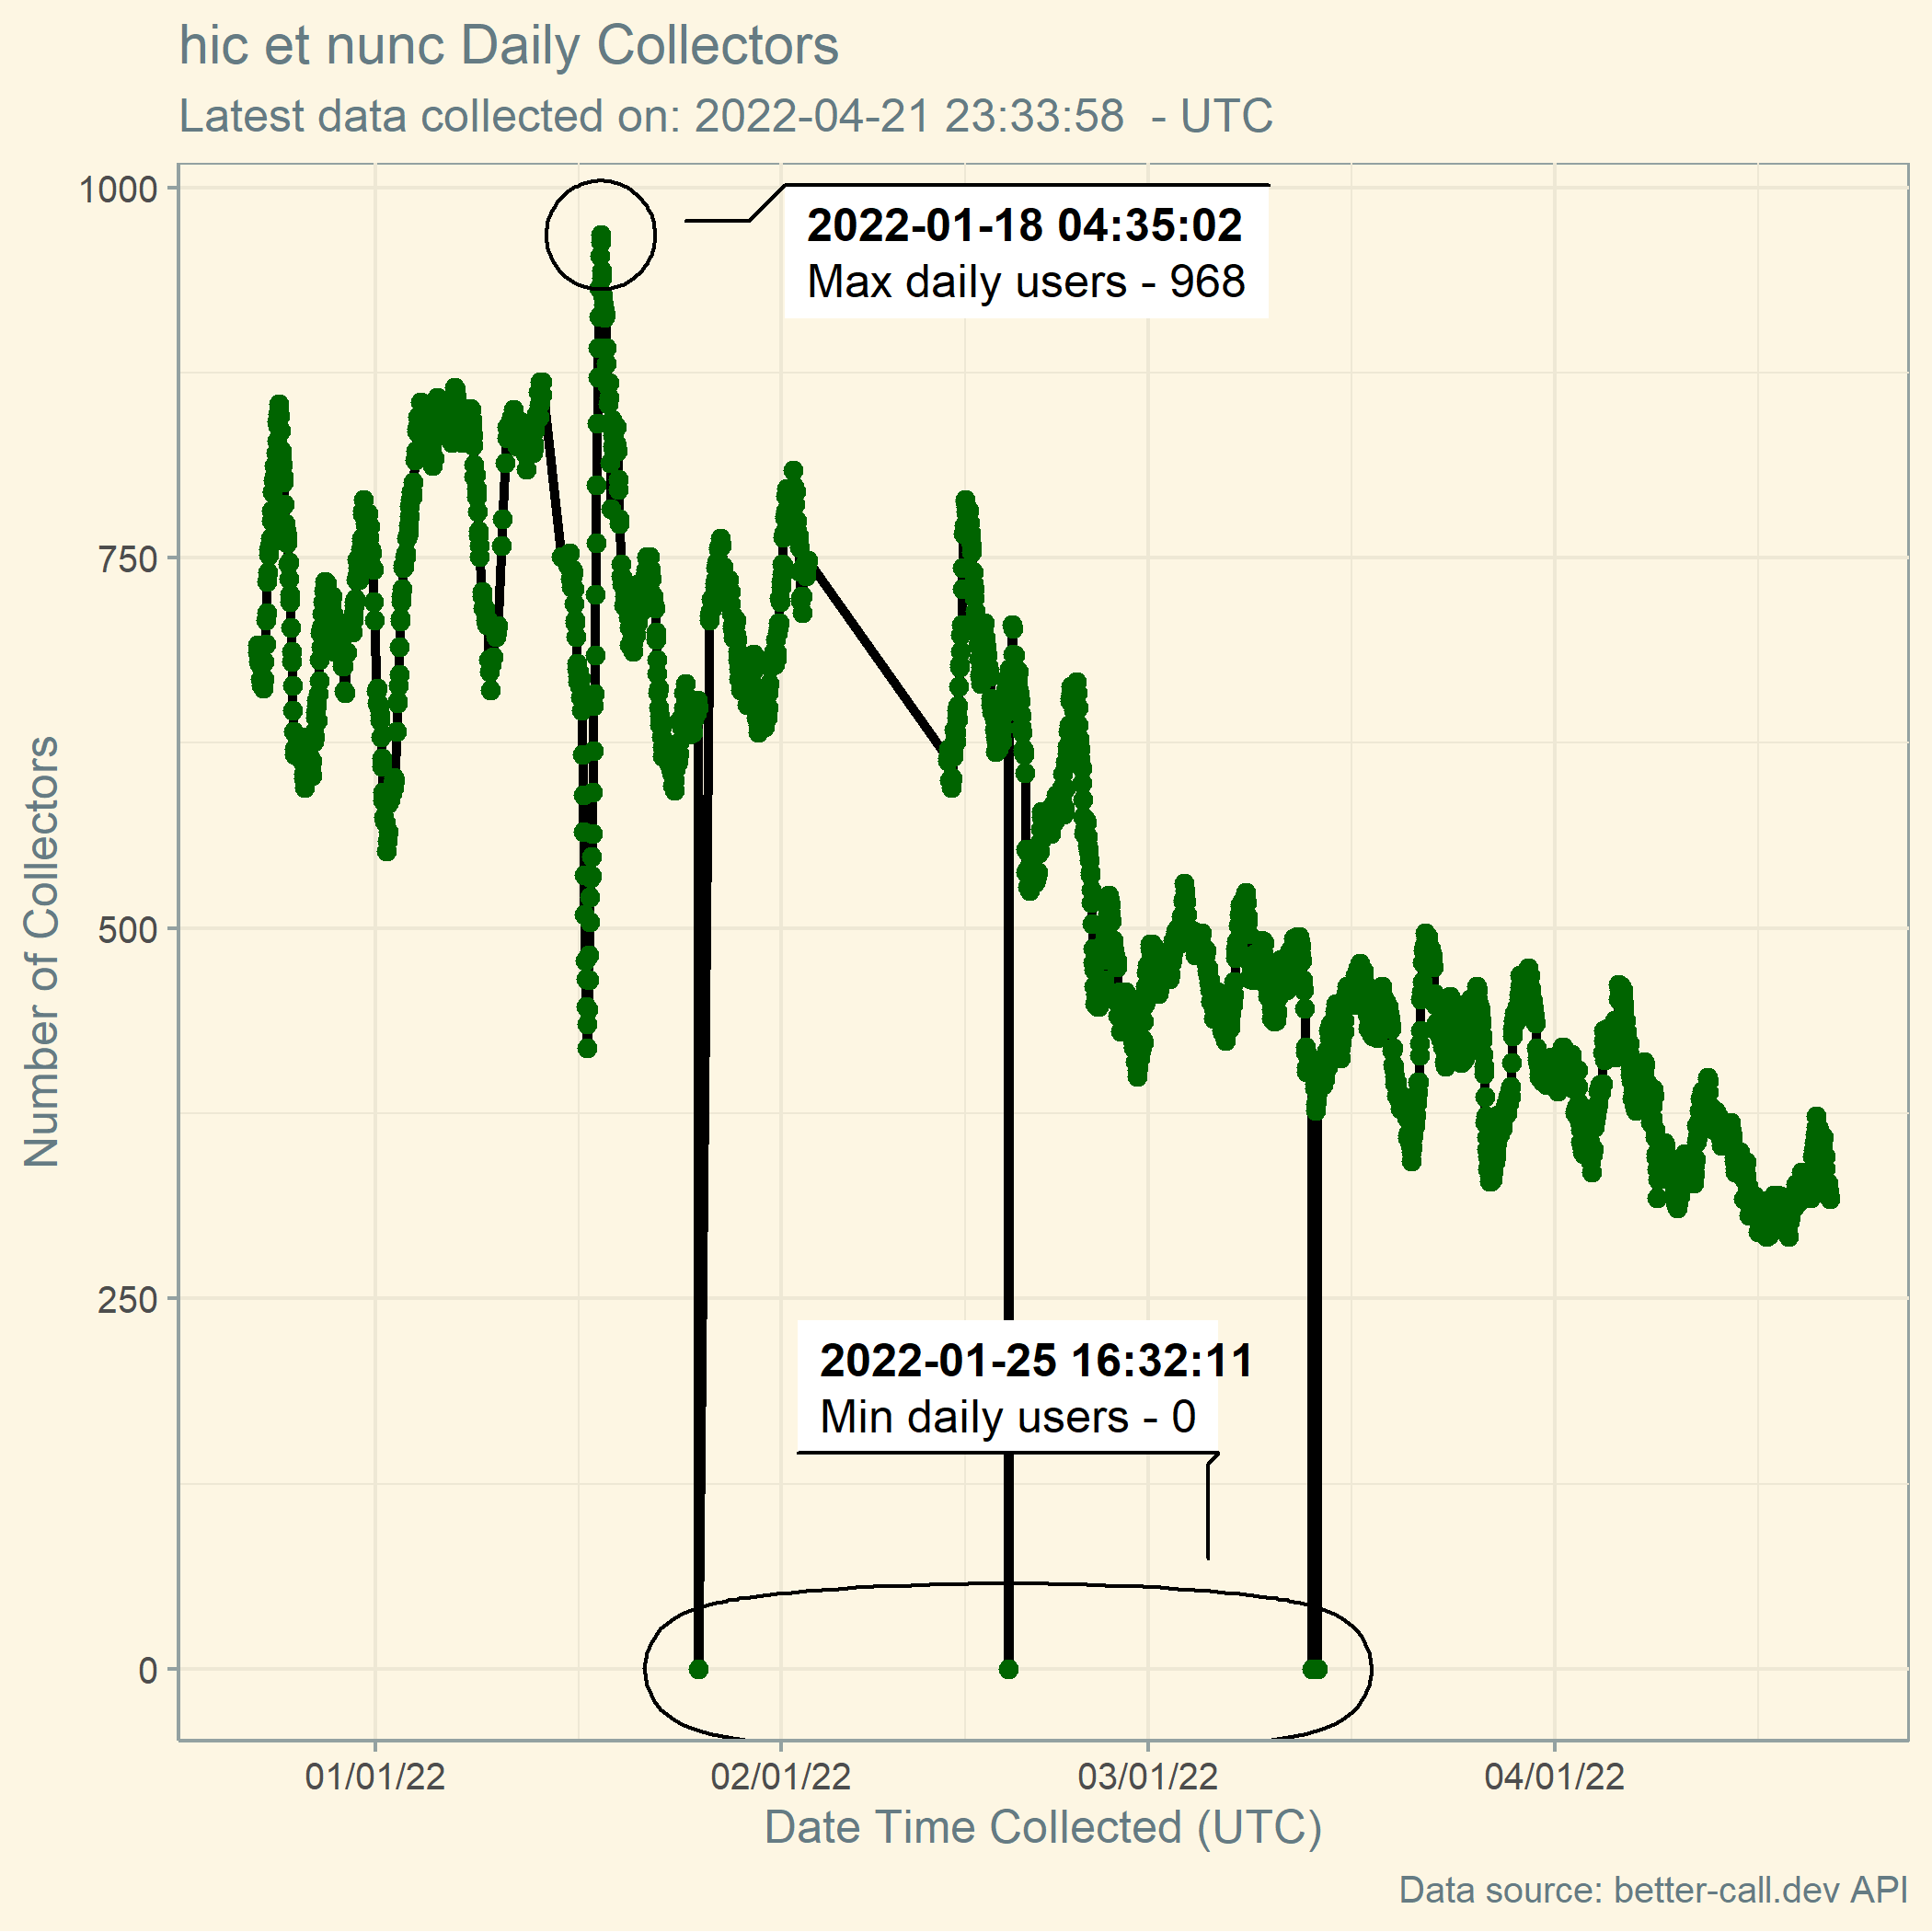 hic et nunc Daily Collectors
Latest data collected on: 2022-04-21 23:33:58  - UTC
1000
2022-01-18 04:35:02
Max daily users - 968
750
Number of Collectors
500
250
2022-01-25 16:32:11
Min daily users - 0
0
01/01/22 02/01/22 03/01/22 04/01/22
Date Time Collected (UTC)
Data source: better-call.dev API